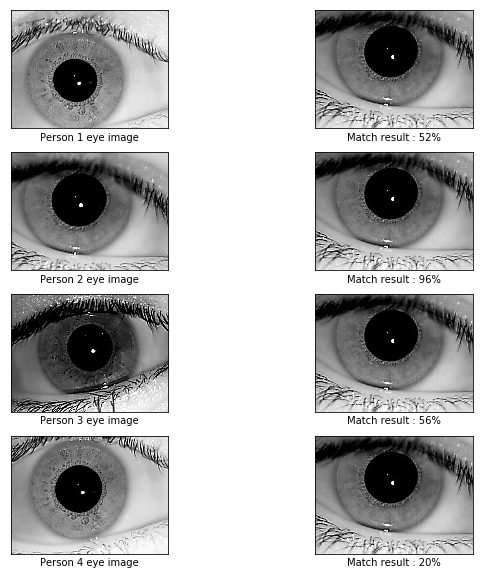 Person 1 eye image
Match result : 52%
Person 2 eye image
Match result : 96%
Person 3 eye image
Match result : 56%
Person 4 eye image
Match result : 20%